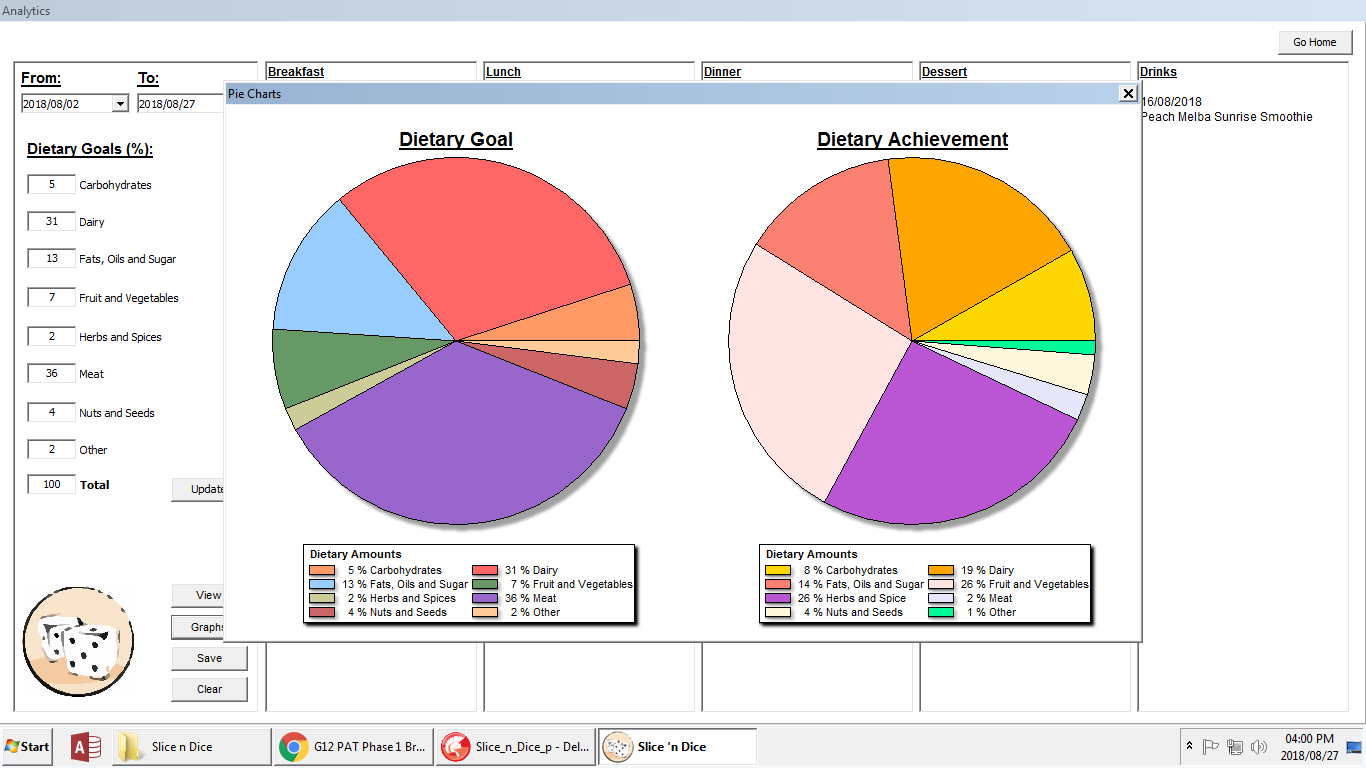 Analytics
Go Home
From:
To:
2018/08/02
2018/08/27
Dietary Goals (%):
5 Carbohydrates
31 Dairy
13 Fats, Oils and Sugar
7 Fruit and Vegetables
2 Herbs and Spices
36 Meat
4 Nuts and Seeds
2 Other
100 Total
Update
View
Graphs
Save
Clear
Breakfast
Lunch
Dinner
Dessert
Drinks
16/08/2018
Peach Melba Sunrise Smoothie
Pie Charts
Dietary Goal
Dietary Amounts
5 % Carbohydrates 31 % Dairy
13 % Fats, Oils and Sugar 7 % Fruit and Vegetables
2 % Herbs and Spices 36 % Meat
4 % Nuts and Seeds 2 % Other
Dietary Achievement
Dietary Amounts
8 % Carbohydrates 19 % Dairy
14 % Fats, Oils and Sugar 26 % Fruit and Vegetables
26 % Herbs and Spice 2 % Meat
4 % Nuts and Seeds 1 % Other
Start
Slice n Dice
G12 PAT Phase 1 Br...
Slice_n_Dice_p - Del...
Slice 'n Dice
04:00 PM
2018/08/27